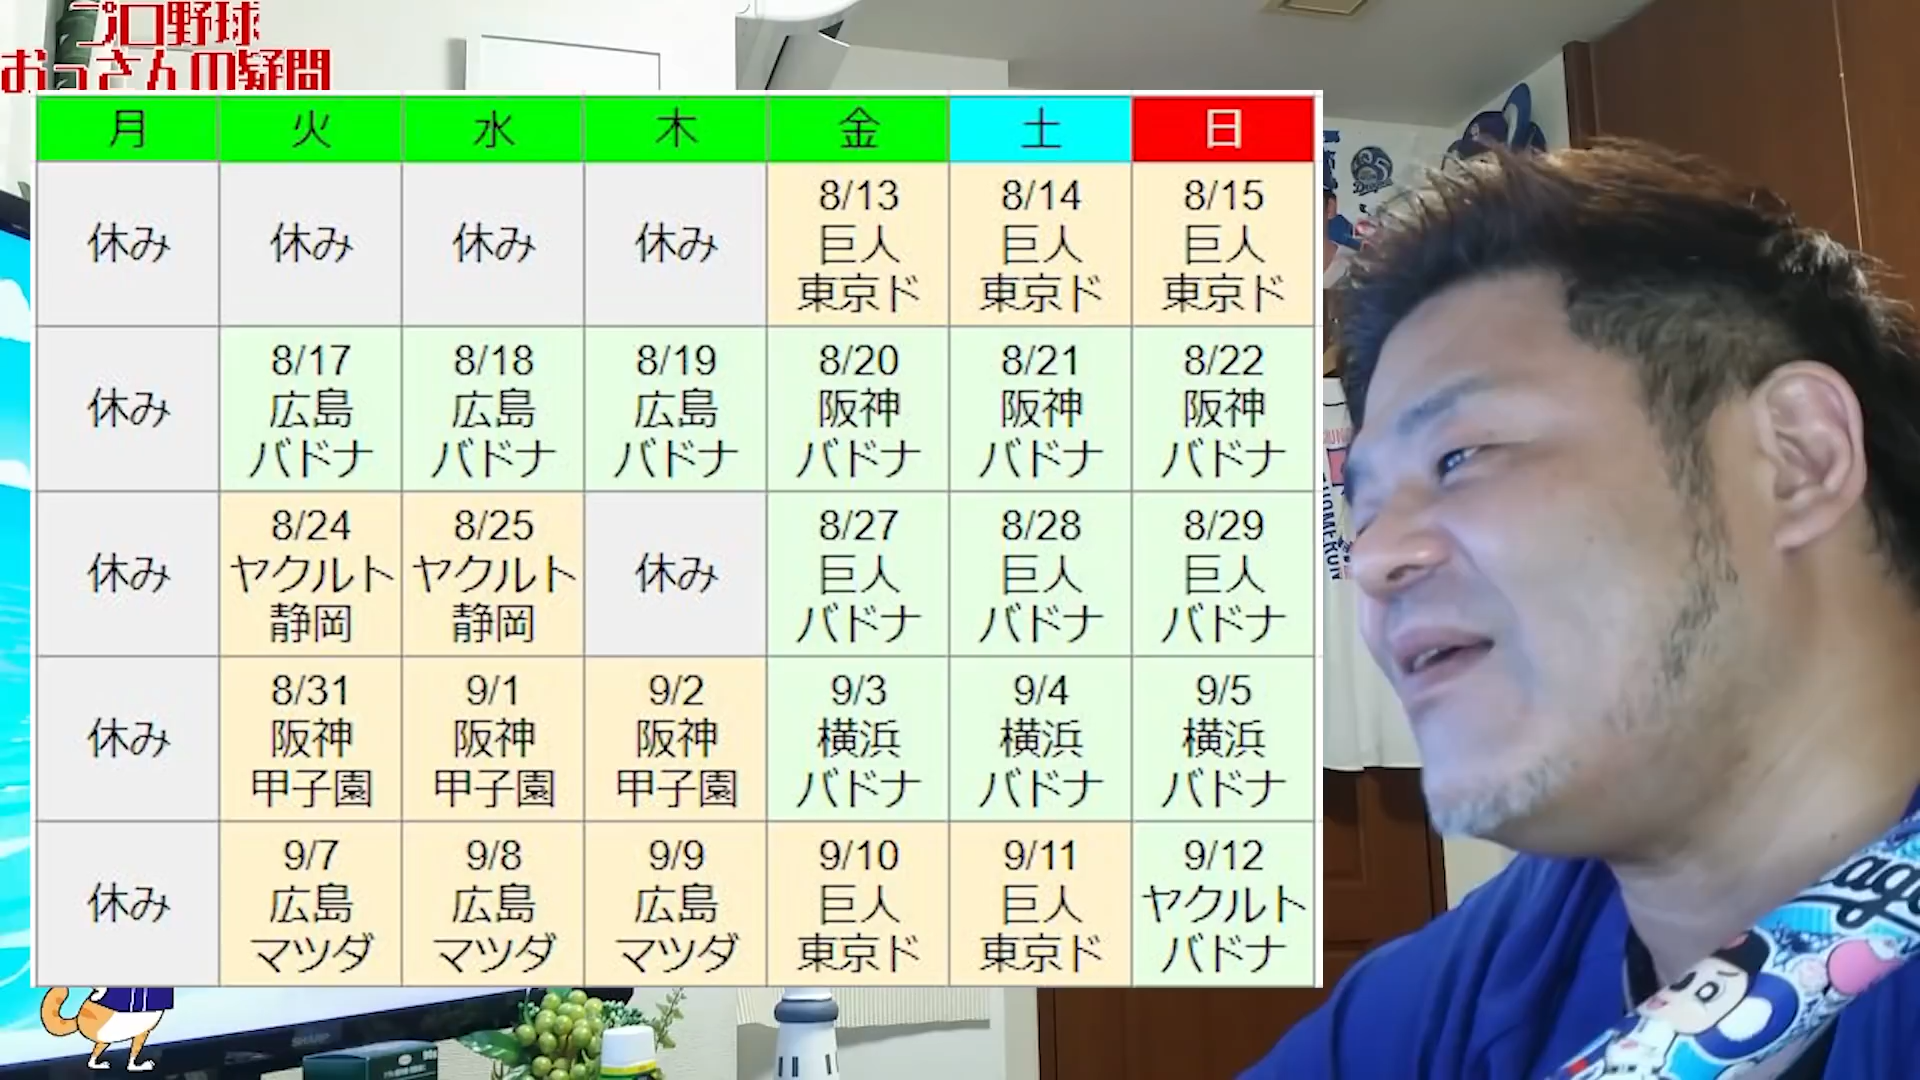 プロ野球
おっさんの疑問
月 火 水 木 金 土 日
休み 休み 休み 休み 8/13 8/14 8/15
巨人 巨人 巨人
東京ド 東京ド 東京ド
休み 8/17 8/18 8/19 8/20 8/21 8/22
広島 広島 広島 阪神 阪神 阪神
バドナ バドナ バドナ バドナ バドナ バドナ
休み 8/24 8/25 休み 8/27 8/28 8/29
ヤクルト ヤクルト 巨人 巨人 巨人
静岡 静岡 バドナ バドナ バドナ
休み 8/31 9/1 9/2 9/3 9/4 9/5
阪神 阪神 阪神 横浜 横浜 横浜
甲子園 甲子園 甲子園 バドナ バドナ バドナ
休み 9/7 9/8 9/9 9/10 9/11 9/12
広島 広島 広島 巨人 巨人 ヤクルト
マツダ マツダ マツダ 東京ド 東京ド バドナ
SHARP